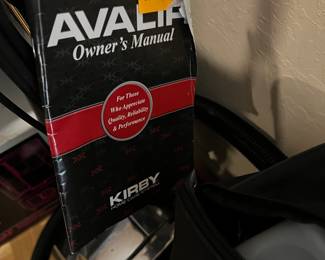 AVALIR
Owner's Manual
For Those
Who Appreciate
Quality, Reliability
& Performance
KIRBY